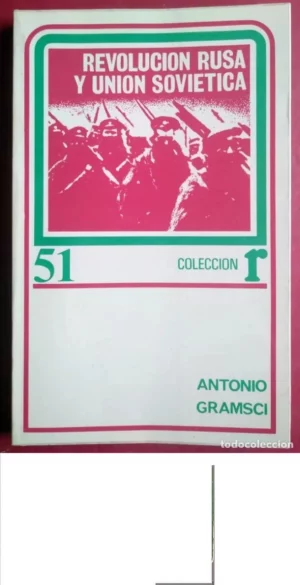 REVOLUCION RUSA
Y UNION SOVIETICA
51
COLECCION r
ANTONIO
GRAMSCI
todocoleccion